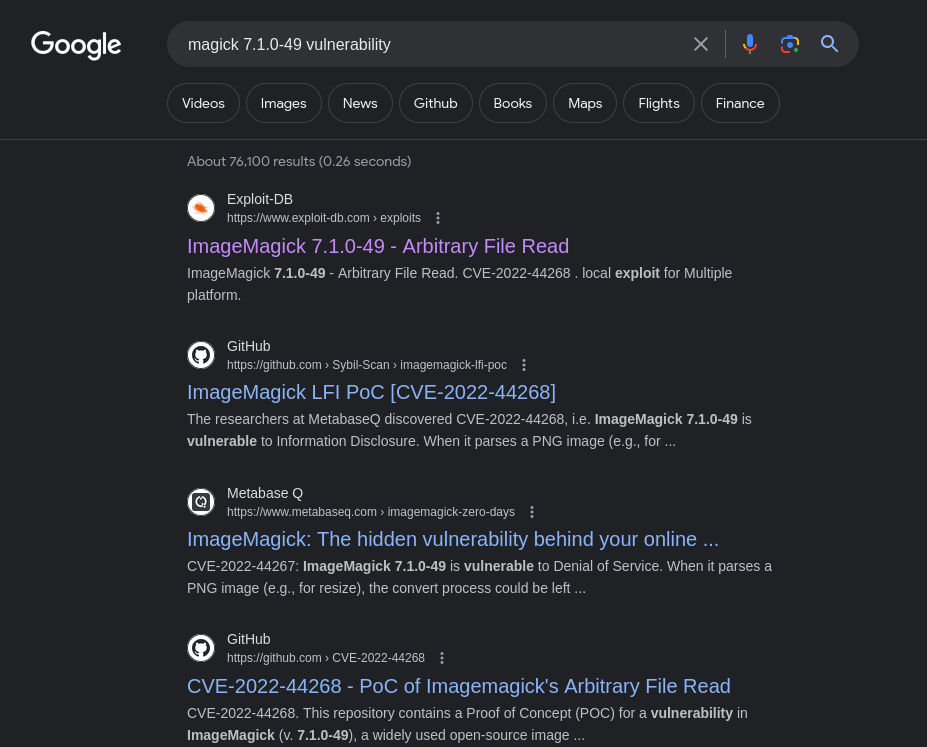 Google
magick 7.1.0-49 vulnerability
Videos Images News Github Books Maps Flights Finance
About 76,100 results (0.26 seconds)
Exploit-DB
https://www.exploit-db.com › exploits
ImageMagick 7.1.0-49 - Arbitrary File Read
ImageMagick 7.1.0-49 - Arbitrary File Read. CVE-2022-44268 . local exploit for Multiple
platform.
GitHub
https://github.com › Sybil-Scan › imagemagick-lfi-poc
ImageMagick LFI PoC [CVE-2022-44268]
The researchers at MetabaseQ discovered CVE-2022-44268, i.e. ImageMagick 7.1.0-49 is
vulnerable to Information Disclosure. When it parses a PNG image (e.g., for ...
Metabase Q
https://www.metabaseq.com › imagemagick-zero-days
ImageMagick: The hidden vulnerability behind your online ...
CVE-2022-44267: ImageMagick 7.1.0-49 is vulnerable to Denial of Service. When it parses a
PNG image (e.g., for resize), the convert process could be left ...
GitHub
https://github.com › CVE-2022-44268
CVE-2022-44268 - PoC of Imagemagick's Arbitrary File Read
CVE-2022-44268. This repository contains a Proof of Concept (POC) for a vulnerability in
ImageMagick (v. 7.1.0-49), a widely used open-source image ...